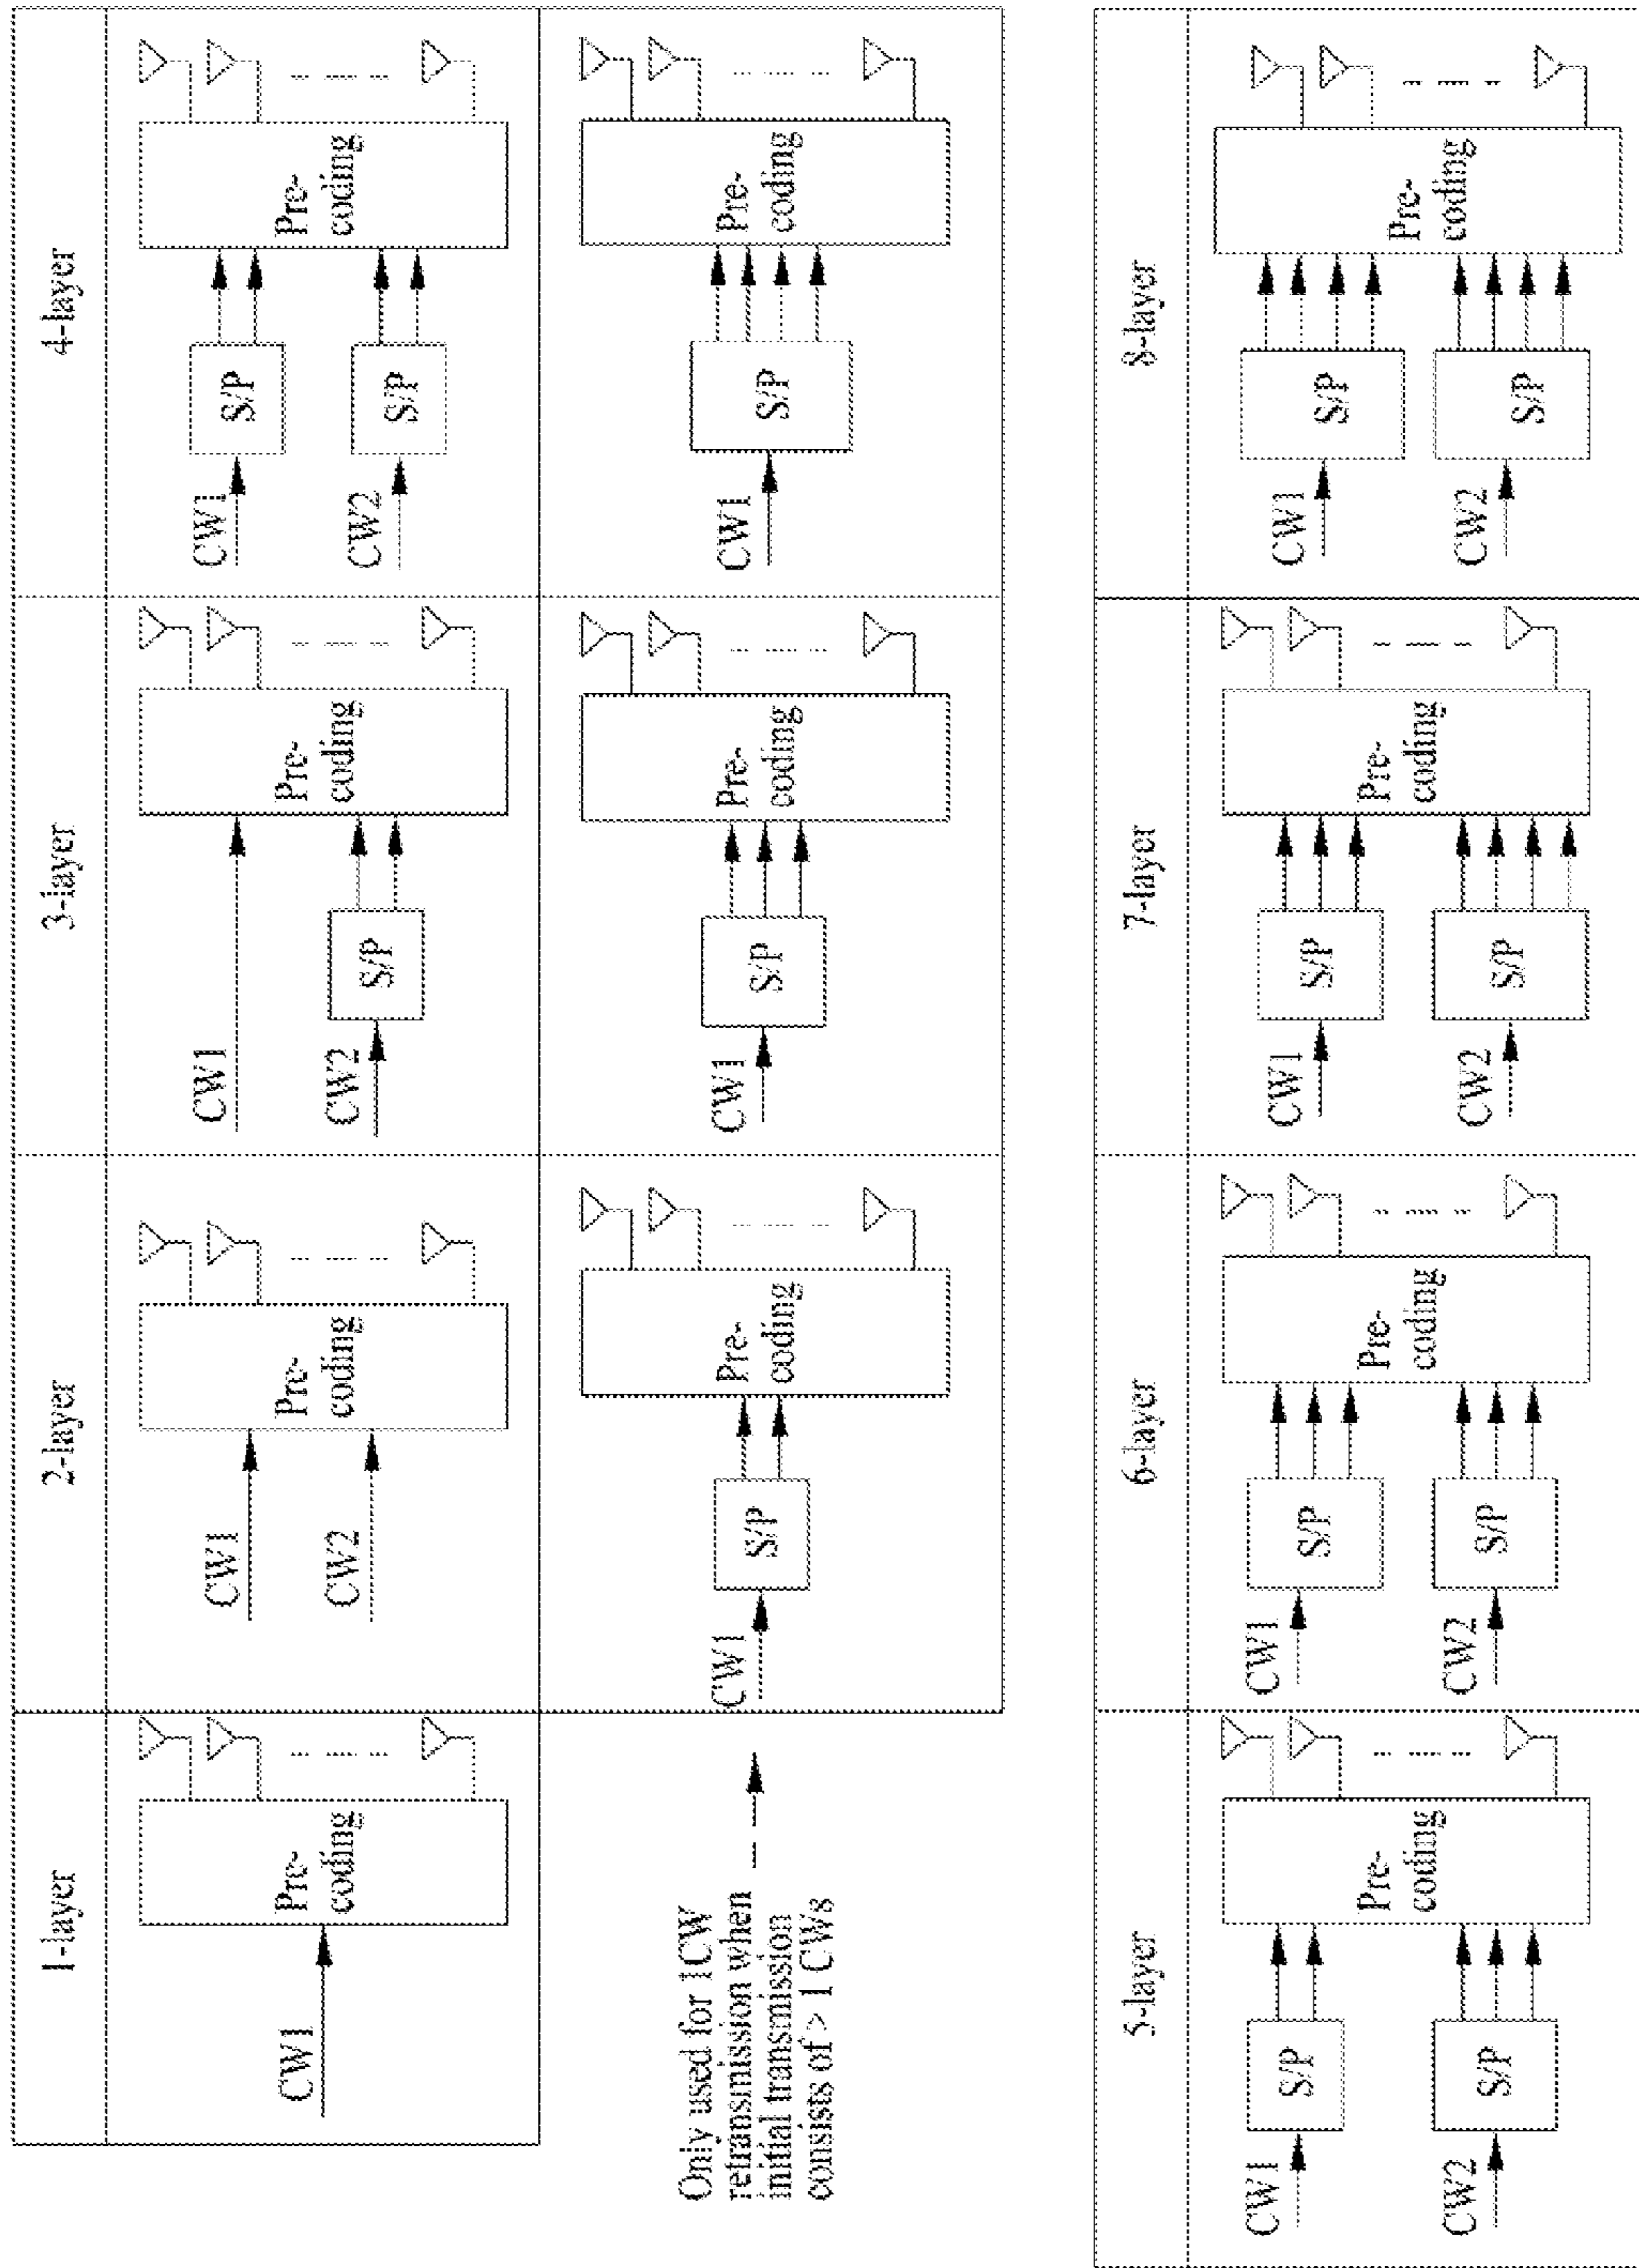 1-layer
2-layer
3-layer
4-layer
CW1
Pre-
coding
CW1
CW2
Pre-
coding
CW1
CW2
S/P
Pre-
coding
CW1
CW2
S/P
S/P
Pre-
coding
Only used for 1CW
retransmission when
initial transmission
consists of > 1 CWs
CW1
S/P
Pre-
coding
CW1
S/P
Pre-
coding
CW1
S/P
Pre-
coding
5-layer
6-layer
7-layer
8-layer
CW1
CW2
S/P
S/P
Pre-
coding
CW1
CW2
S/P
S/P
Pre-
coding
CW1
CW2
S/P
S/P
Pre-
coding
CW1
CW2
S/P
S/P
Pre-
coding